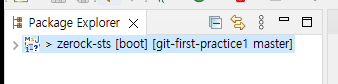 Package Explorer
> zerock-sts [boot] [git-first-practice1 master]